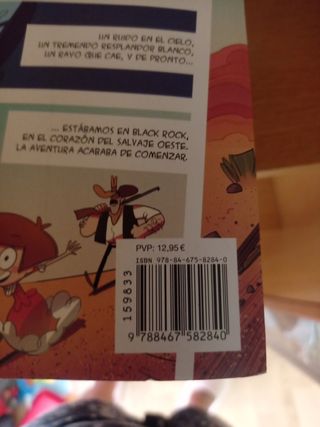 UN RUIDO EN EL CIELO,
UN TREMENDO RESPLANDOR BLANCO,
UN RAYO QUE CAE, Y DE PRONTO...
... ESTÁBAMOS EN BLACK ROCK,
EN EL CORAZÓN DEL SALVAJE OESTE.
LA AVENTURA ACABABA DE COMENZAR.
PVP: 12,95 €
ISBN 978-84-675-8284-0
159833
9 788467 582840